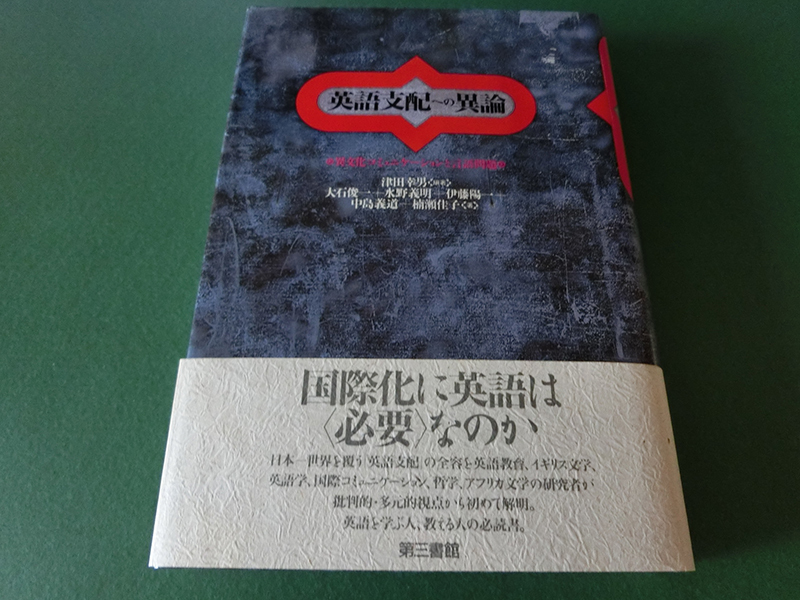 英語支配への異論
異文化コミュニケーションと言語問題
津田幸男〈編著〉
大石俊一―水野義明―伊藤陽一
中島義道―楠瀬佳子〈著〉
国際化に英語は
〈必要〉なのか
日本―世界を覆う「英語支配」の全容を英語教育、イギリス文学、
英語学、国際コミュニケーション、哲学、アフリカ文学の研究者が
批判的・多元的視点から初めて解明。
英語を学ぶ人、教える人の必読書。
第三書館